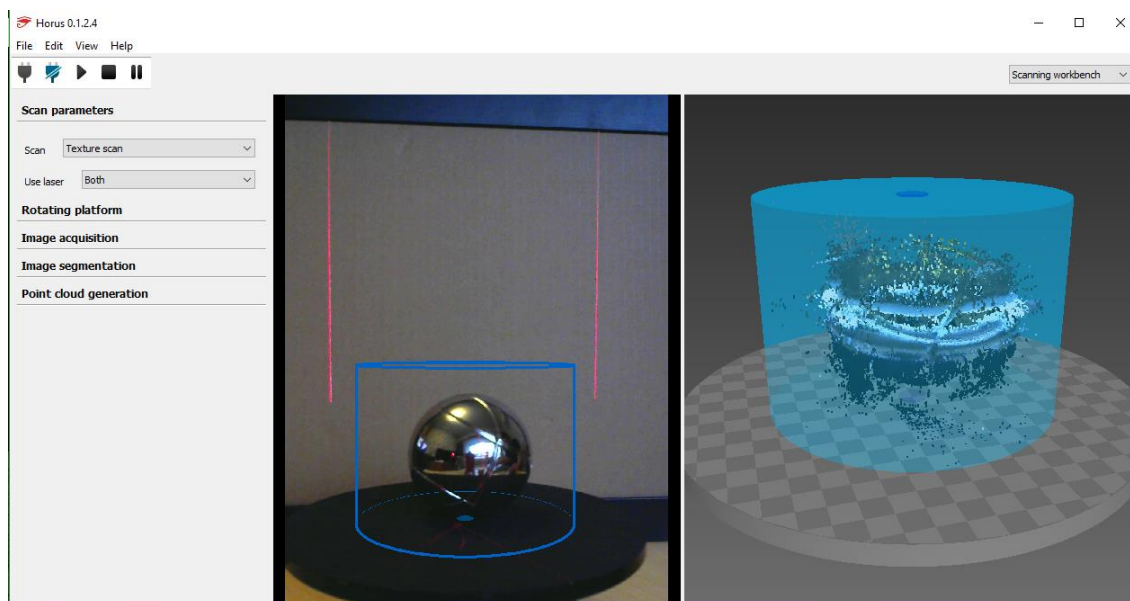 Horus 0.1.2.4
File Edit View Help
Scanning workbench
Scan parameters
Scan Texture scan
Use laser Both
Rotating platform
Image acquisition
Image segmentation
Point cloud generation